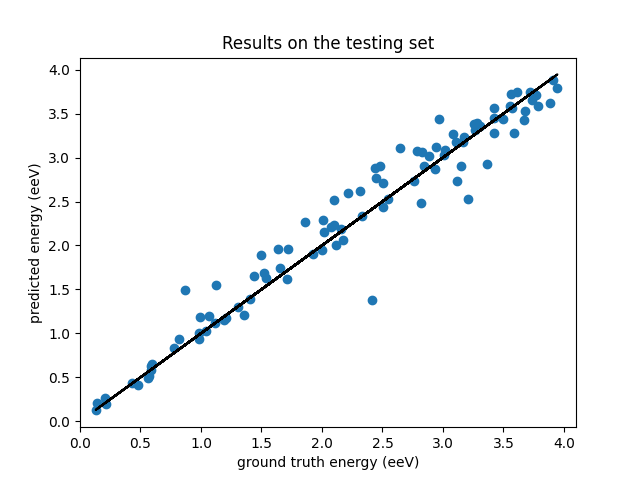 Results on the testing set
predicted energy (eeV)
4.0
3.5
3.0
2.5
2.0
1.5
1.0
0.5
0.0
0.0 0.5 1.0 1.5 2.0 2.5 3.0 3.5 4.0
ground truth energy (eeV)